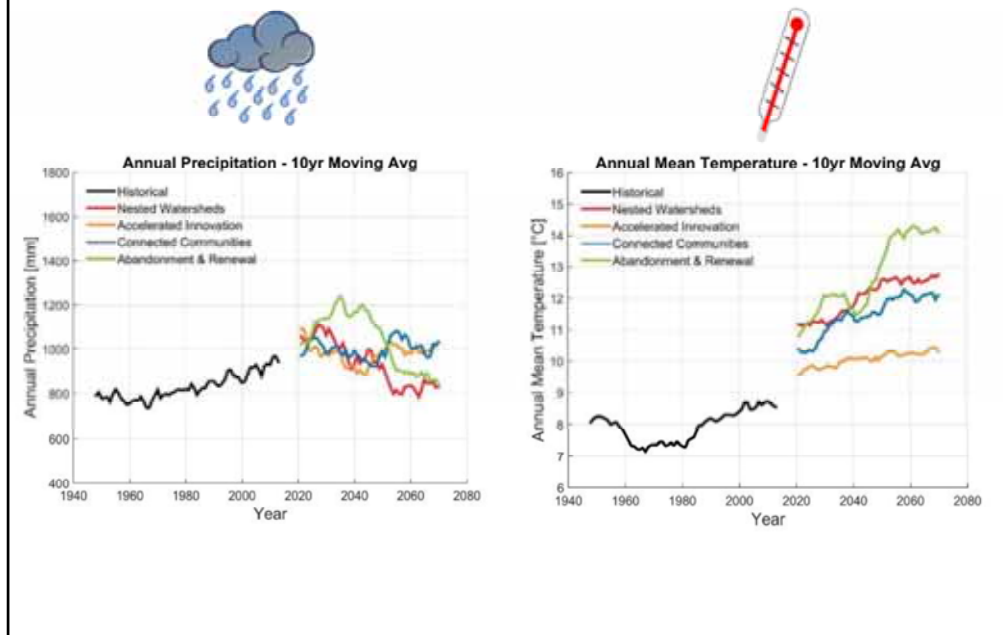 Annual Precipitation - 10yr Moving Avg
Annual Precipitation [mm]
1800
1600
1400
1200
1000
800
600
400
Historical
Nested Watersheds
Accelerated Innovation
Connected Communities
Abandonment & Renewal
1940
1960
1980
2000
2020
2040
2060
2080
Year
Annual Mean Temperature - 10yr Moving Avg
Annual Mean Temperature [°C]
16
15
14
13
12
11
10
9
8
7
6
Historical
Nested Watersheds
Accelerated Innovation
Connected Communities
Abandonment & Renewal
1940
1960
1980
2000
2020
2040
2060
2080
Year